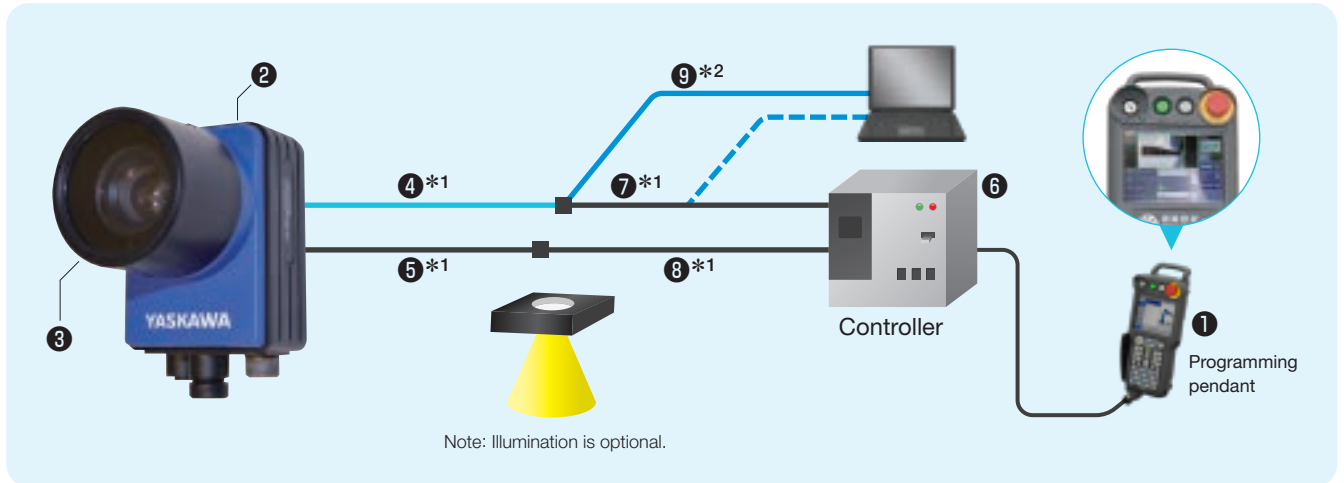 ❷
❾*2
❹*1
❼*1
❻
❺*1
❽*1
❸
YASKAWA
Controller
❶
Programming
pendant
Note: Illumination is optional.